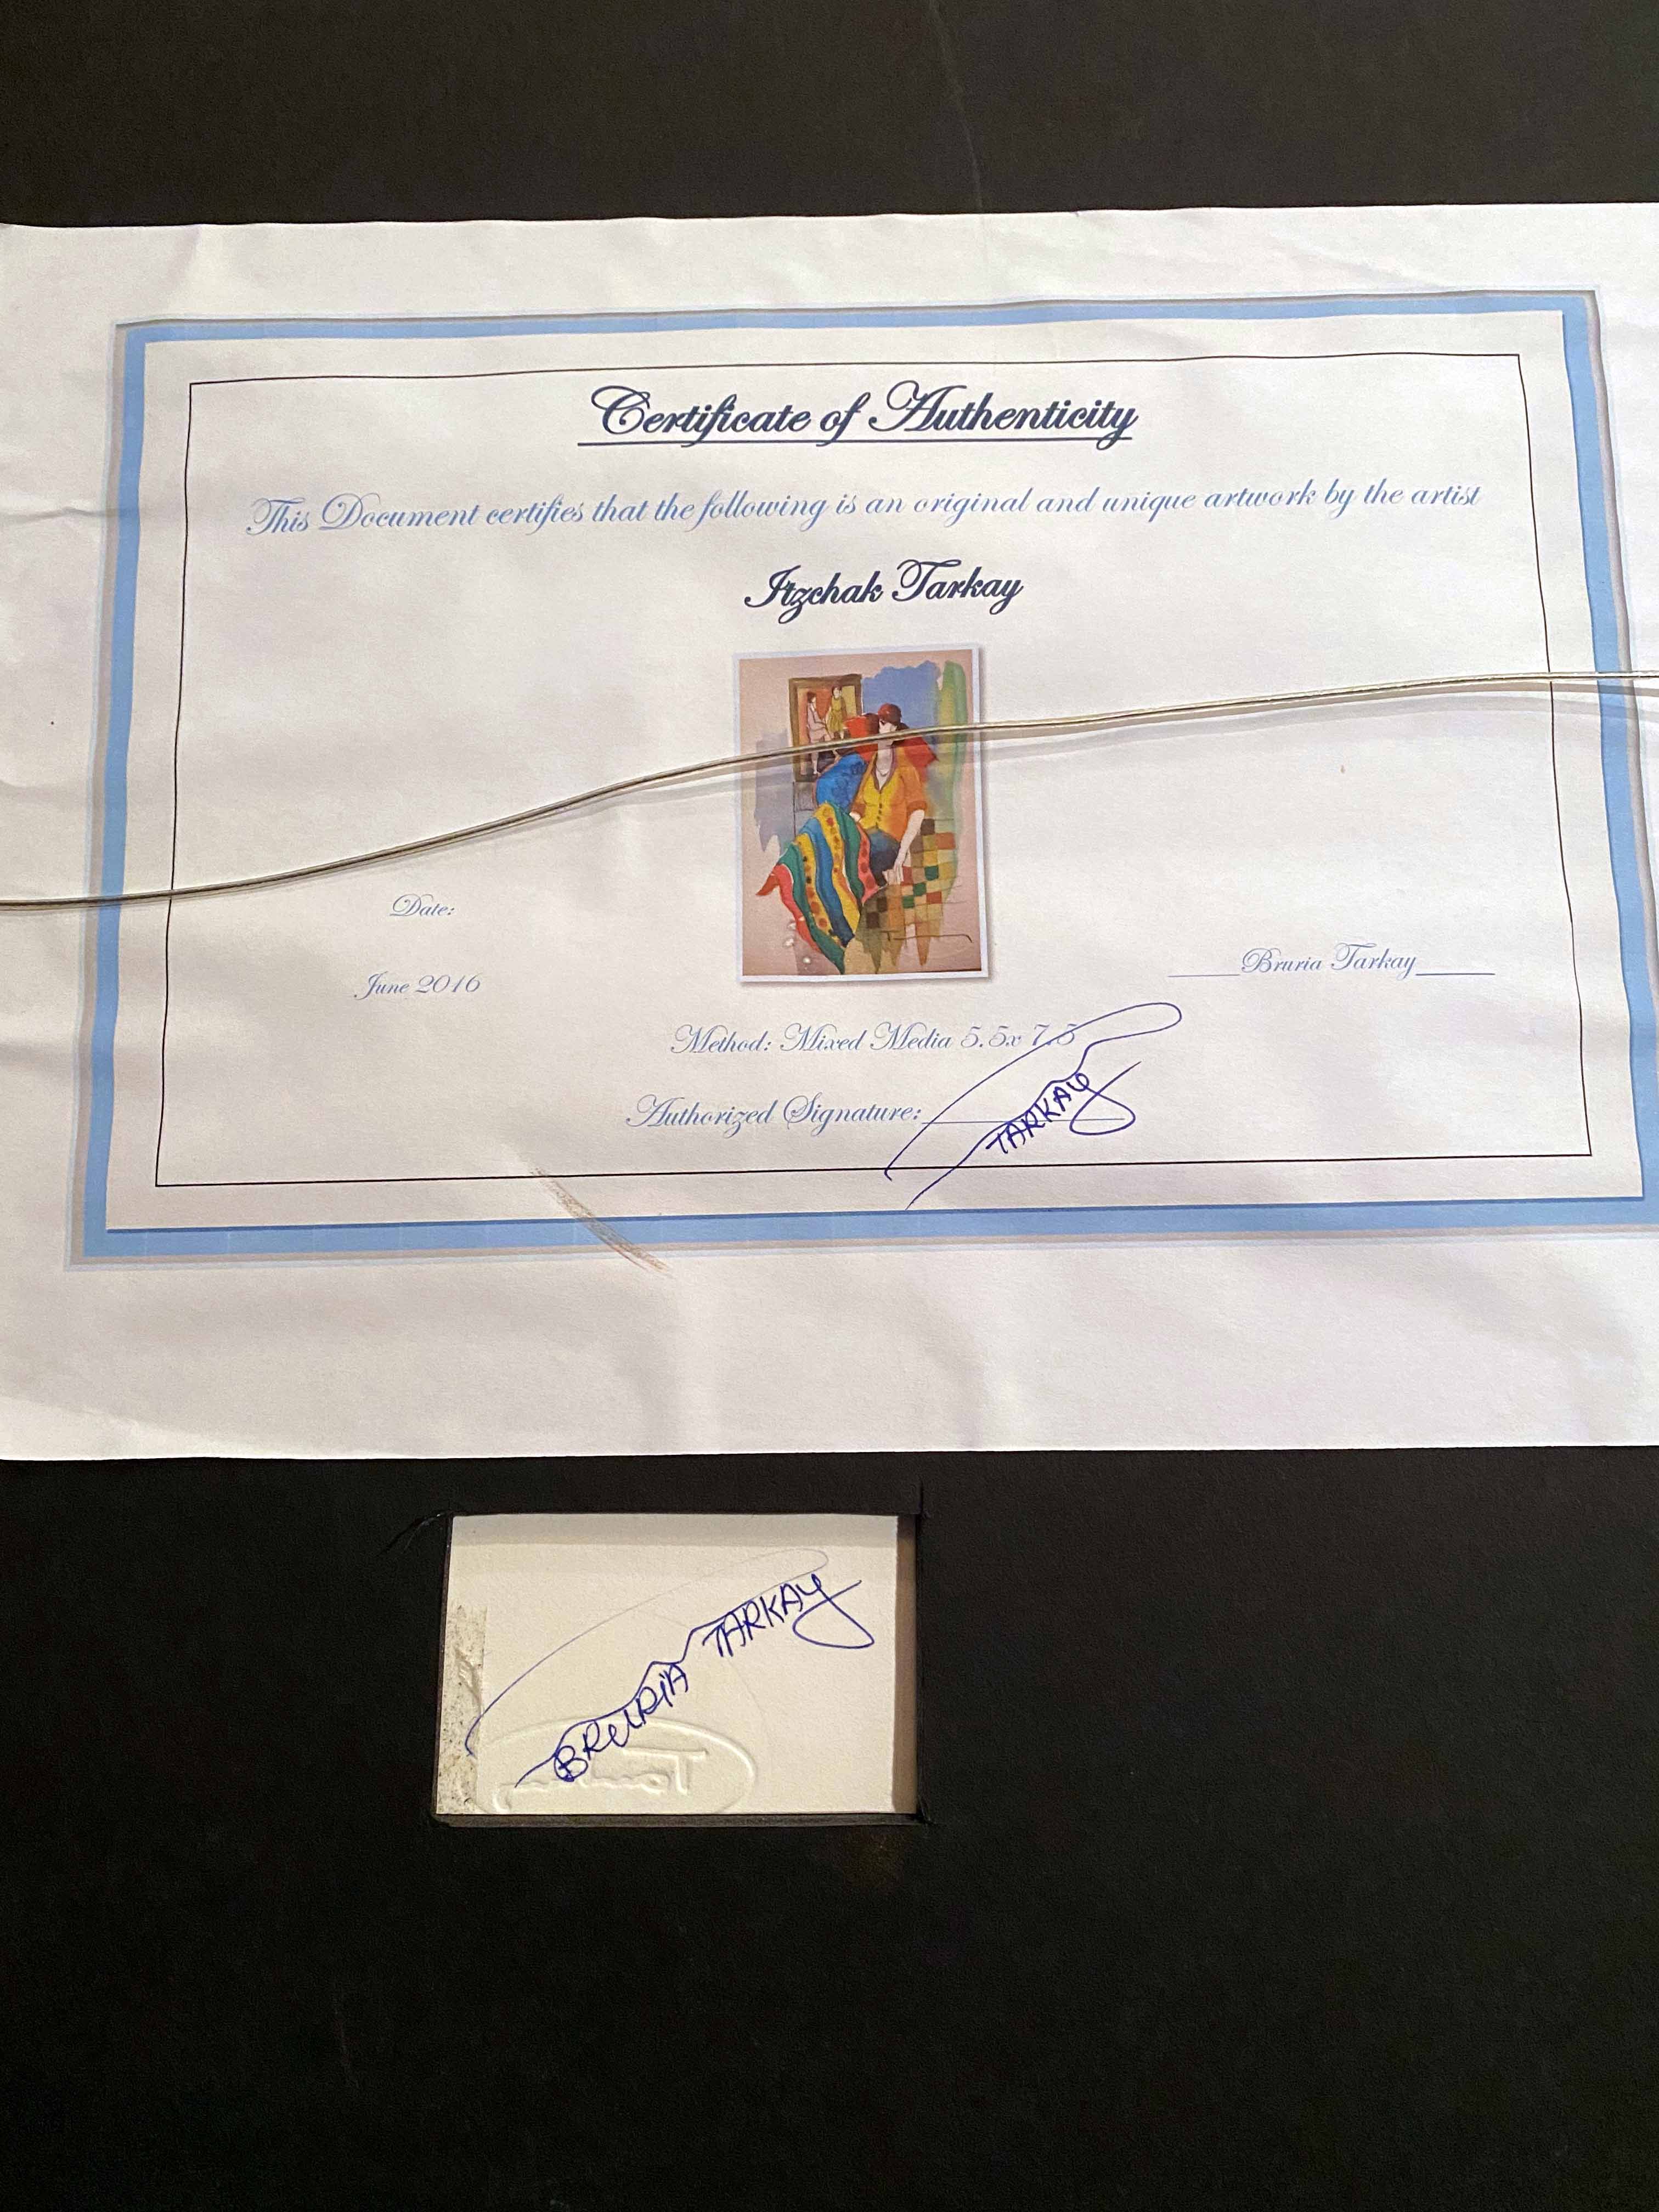 Certificate of Authenticity
This Document certifies that the following is an original and unique artwork by the artist
Itzchak Tarkay
Date:
June 2016
Bruria Tarkay
Method: Mixed Media 5.5x 7.5
Authorized Signature:
TARKAY
BRURIA TARKAY